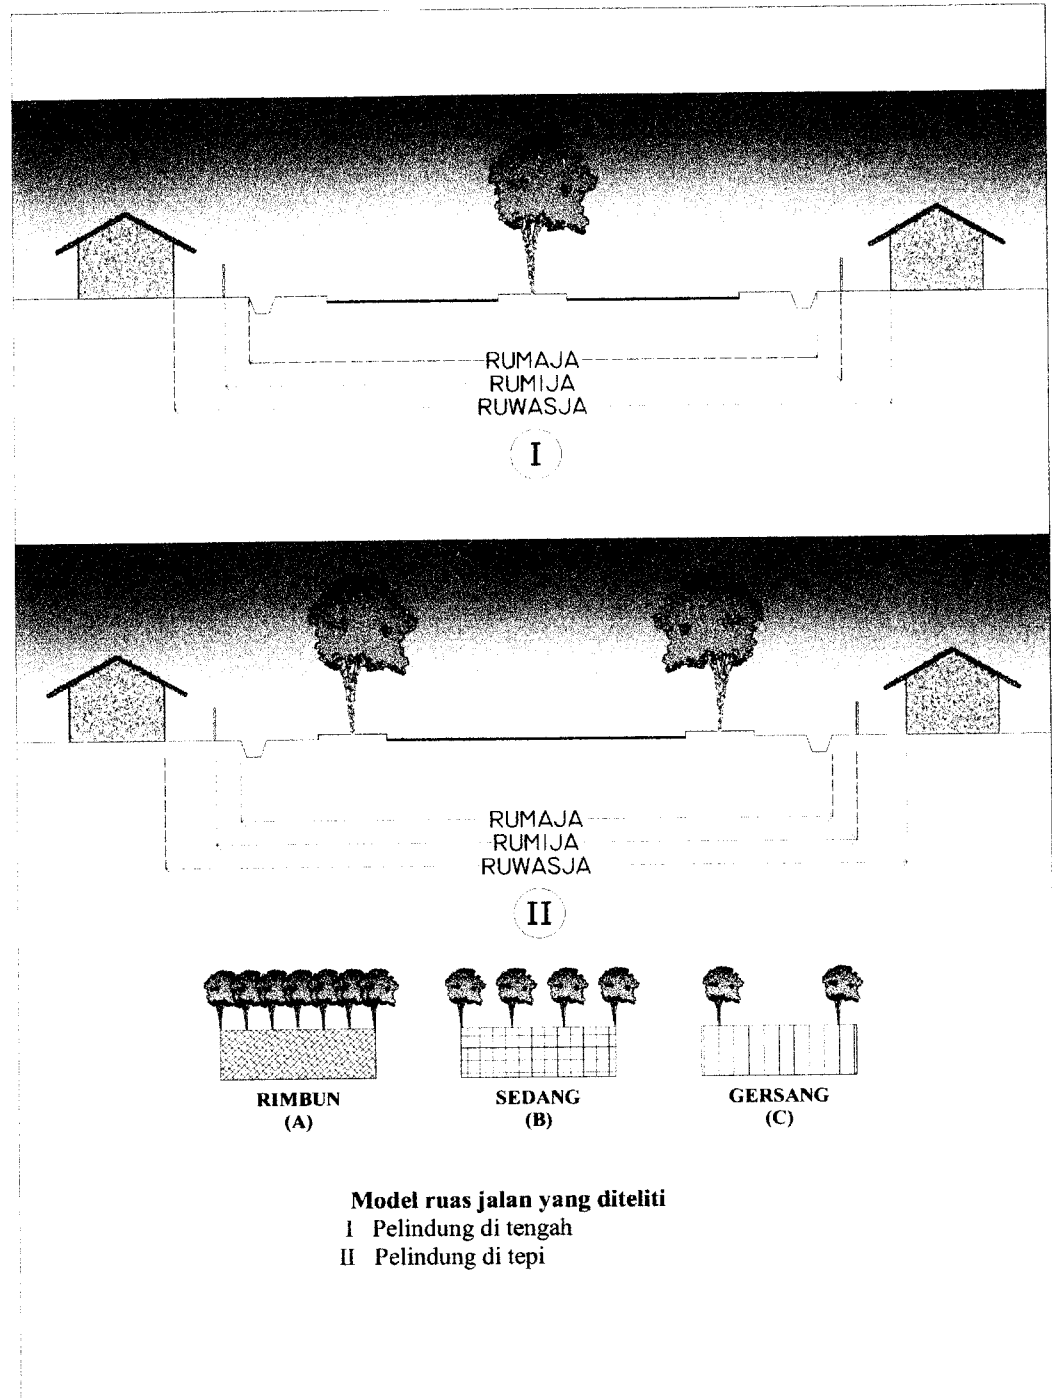 RUMAJA
RUMIJA
RUWASJA
I
RUMAJA
RUMIJA
RUWASJA
II
RIMBUN
(A)
SEDANG
(B)
GERSANG
(C)
Model ruas jalan yang diteliti
I Pelindung di tengah
II Pelindung di tepi